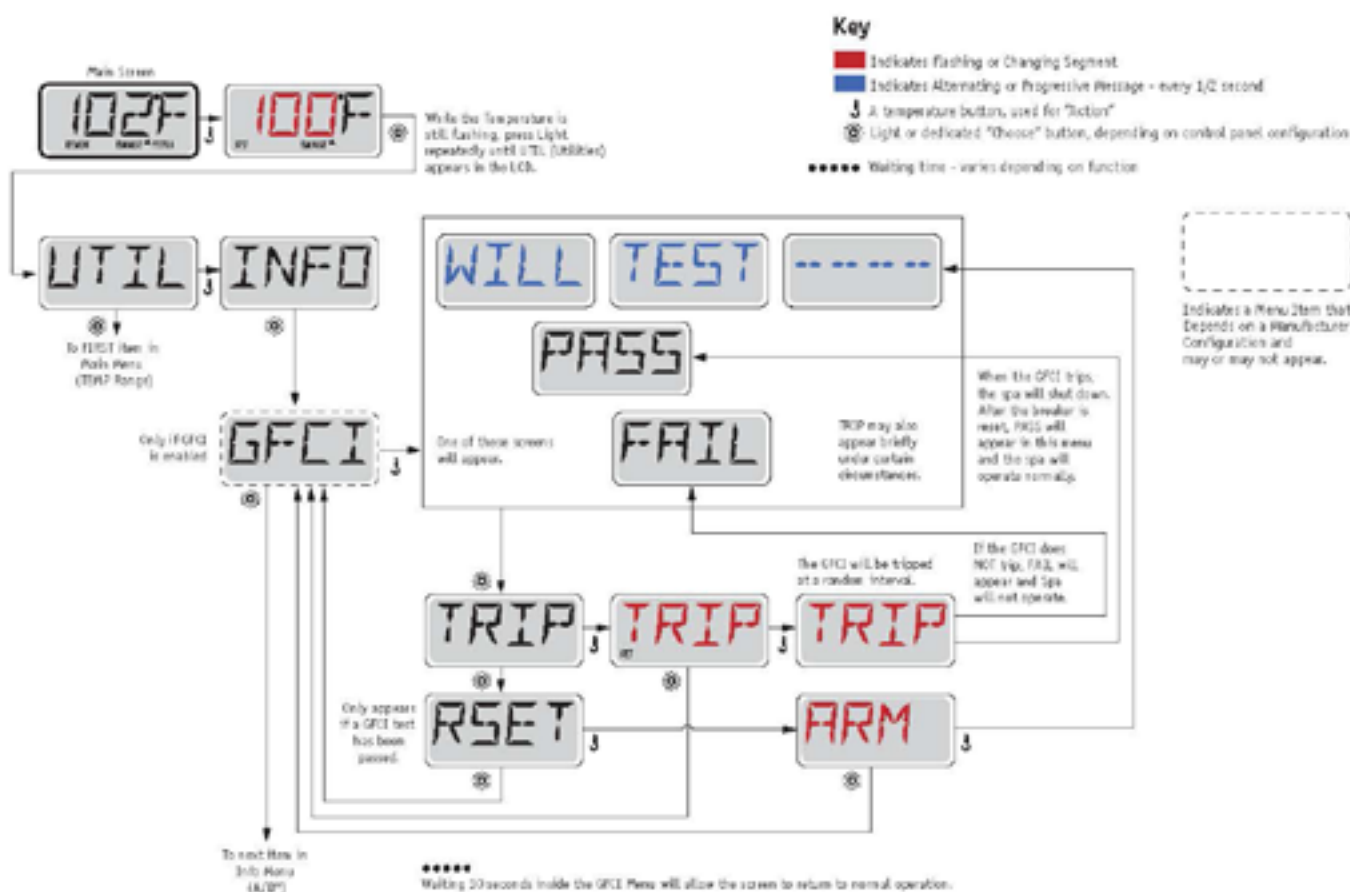 Key
Indicates Flashing or Changing Segment
Indicates Alternating or Progressive Message - every 1/2 second
A temperature button, used for "Action"
Light or dedicated "Choose" button, depending on control panel configuration
Waiting time - varies depending on function
Main Screen
102°F
100°F
While the Temperature is
still flashing, press Light
repeatedly until UTIL (Utilities)
appears in the LCD.
UTIL
INFO
To FIRST Item in
Main Menu
(TEMP Range)
WILL
TEST
-- -- -- --
PASS
FAIL
Indicates a Menu Item that
Depends on a Manufacturer
Configuration and
may or may not appear.
Only if GFCI
is enabled
GFCI
One of these screens
will appear.
TRIP may also
appear briefly
under certain
circumstances.
When the GFCI trips,
the spa will shut down.
After the breaker is
reset, PASS will
appear in this menu
and the spa will
operate normally.
The GFCI will be tripped
at a random interval.
If the GFCI does
NOT trip, FAIL will
appear and Spa
will not operate.
TRIP
TRIP
TRIP
Only appears
if a GFCI test
has been
passed.
RSET
ARM
To next Item in
Info Menu
Waiting 10 seconds inside the GFCI Menu will allow the screen to return to normal operation.